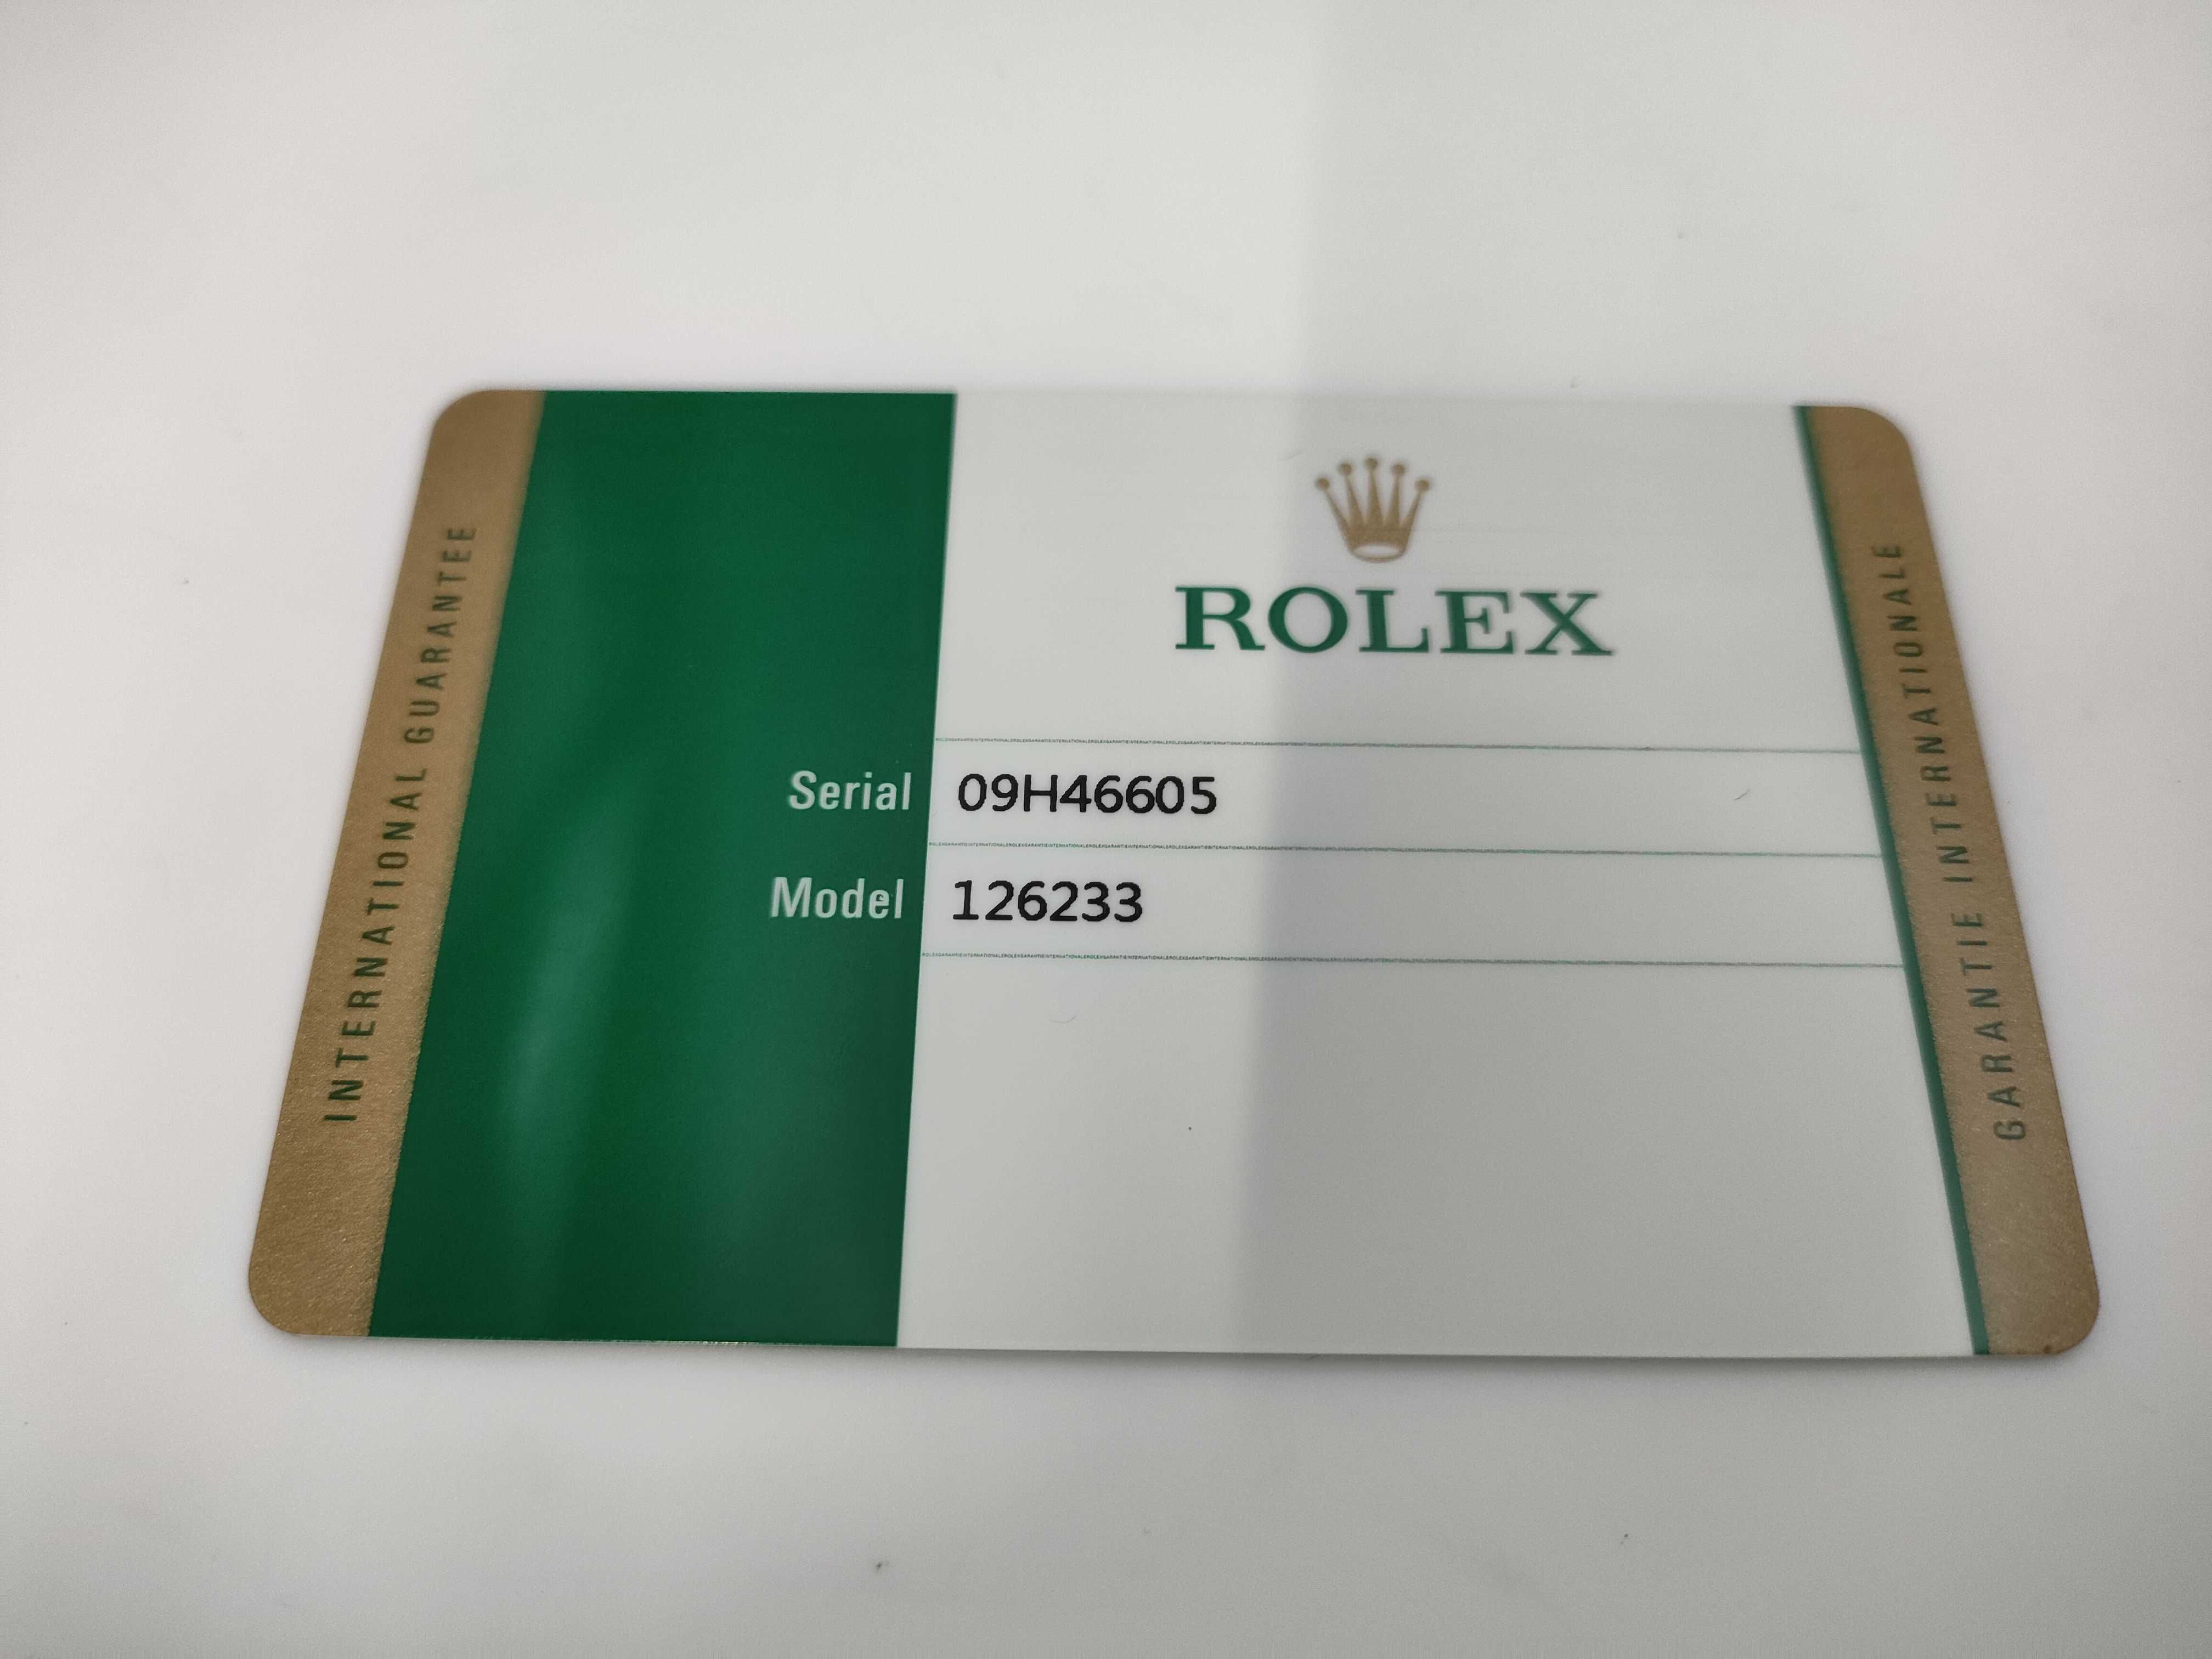 INTERNATIONAL GUARANTEE
ROLEX
Serial 09H46605
Model 126233
GARANTIE INTERNATIONALE